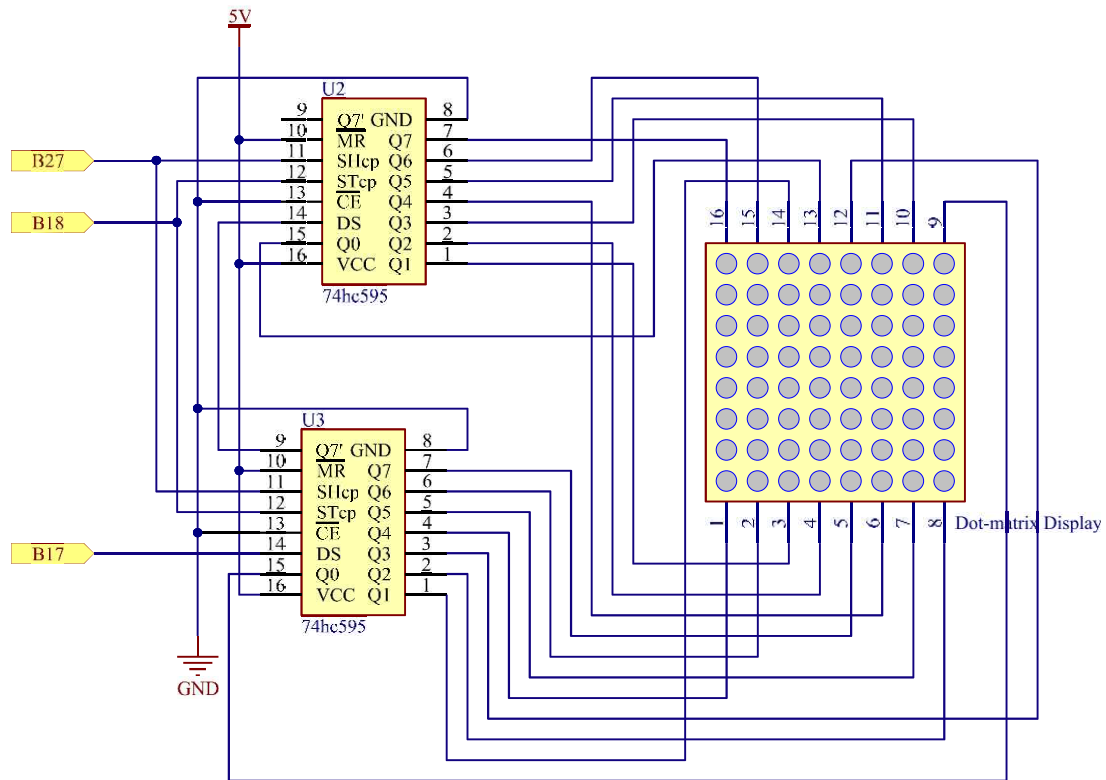 5V
U2
9 Q7' GND 8
10 MR Q7 7
B27 11 SHcp Q6 6
12 STcp Q5 5
13 CE Q4 4
B18 14 DS Q3 3
15 Q0 Q2 2
16 VCC Q1 1
74hc595
16 15 14 13 12 11 10 9
U3
9 Q7' GND 8
10 MR Q7 7
11 SHcp Q6 6
12 STcp Q5 5
13 CE Q4 4
B17 14 DS Q3 3
15 Q0 Q2 2
16 VCC Q1 1
74hc595
1 2 3 4 5 6 7 8 Dot-matrix Display
GND